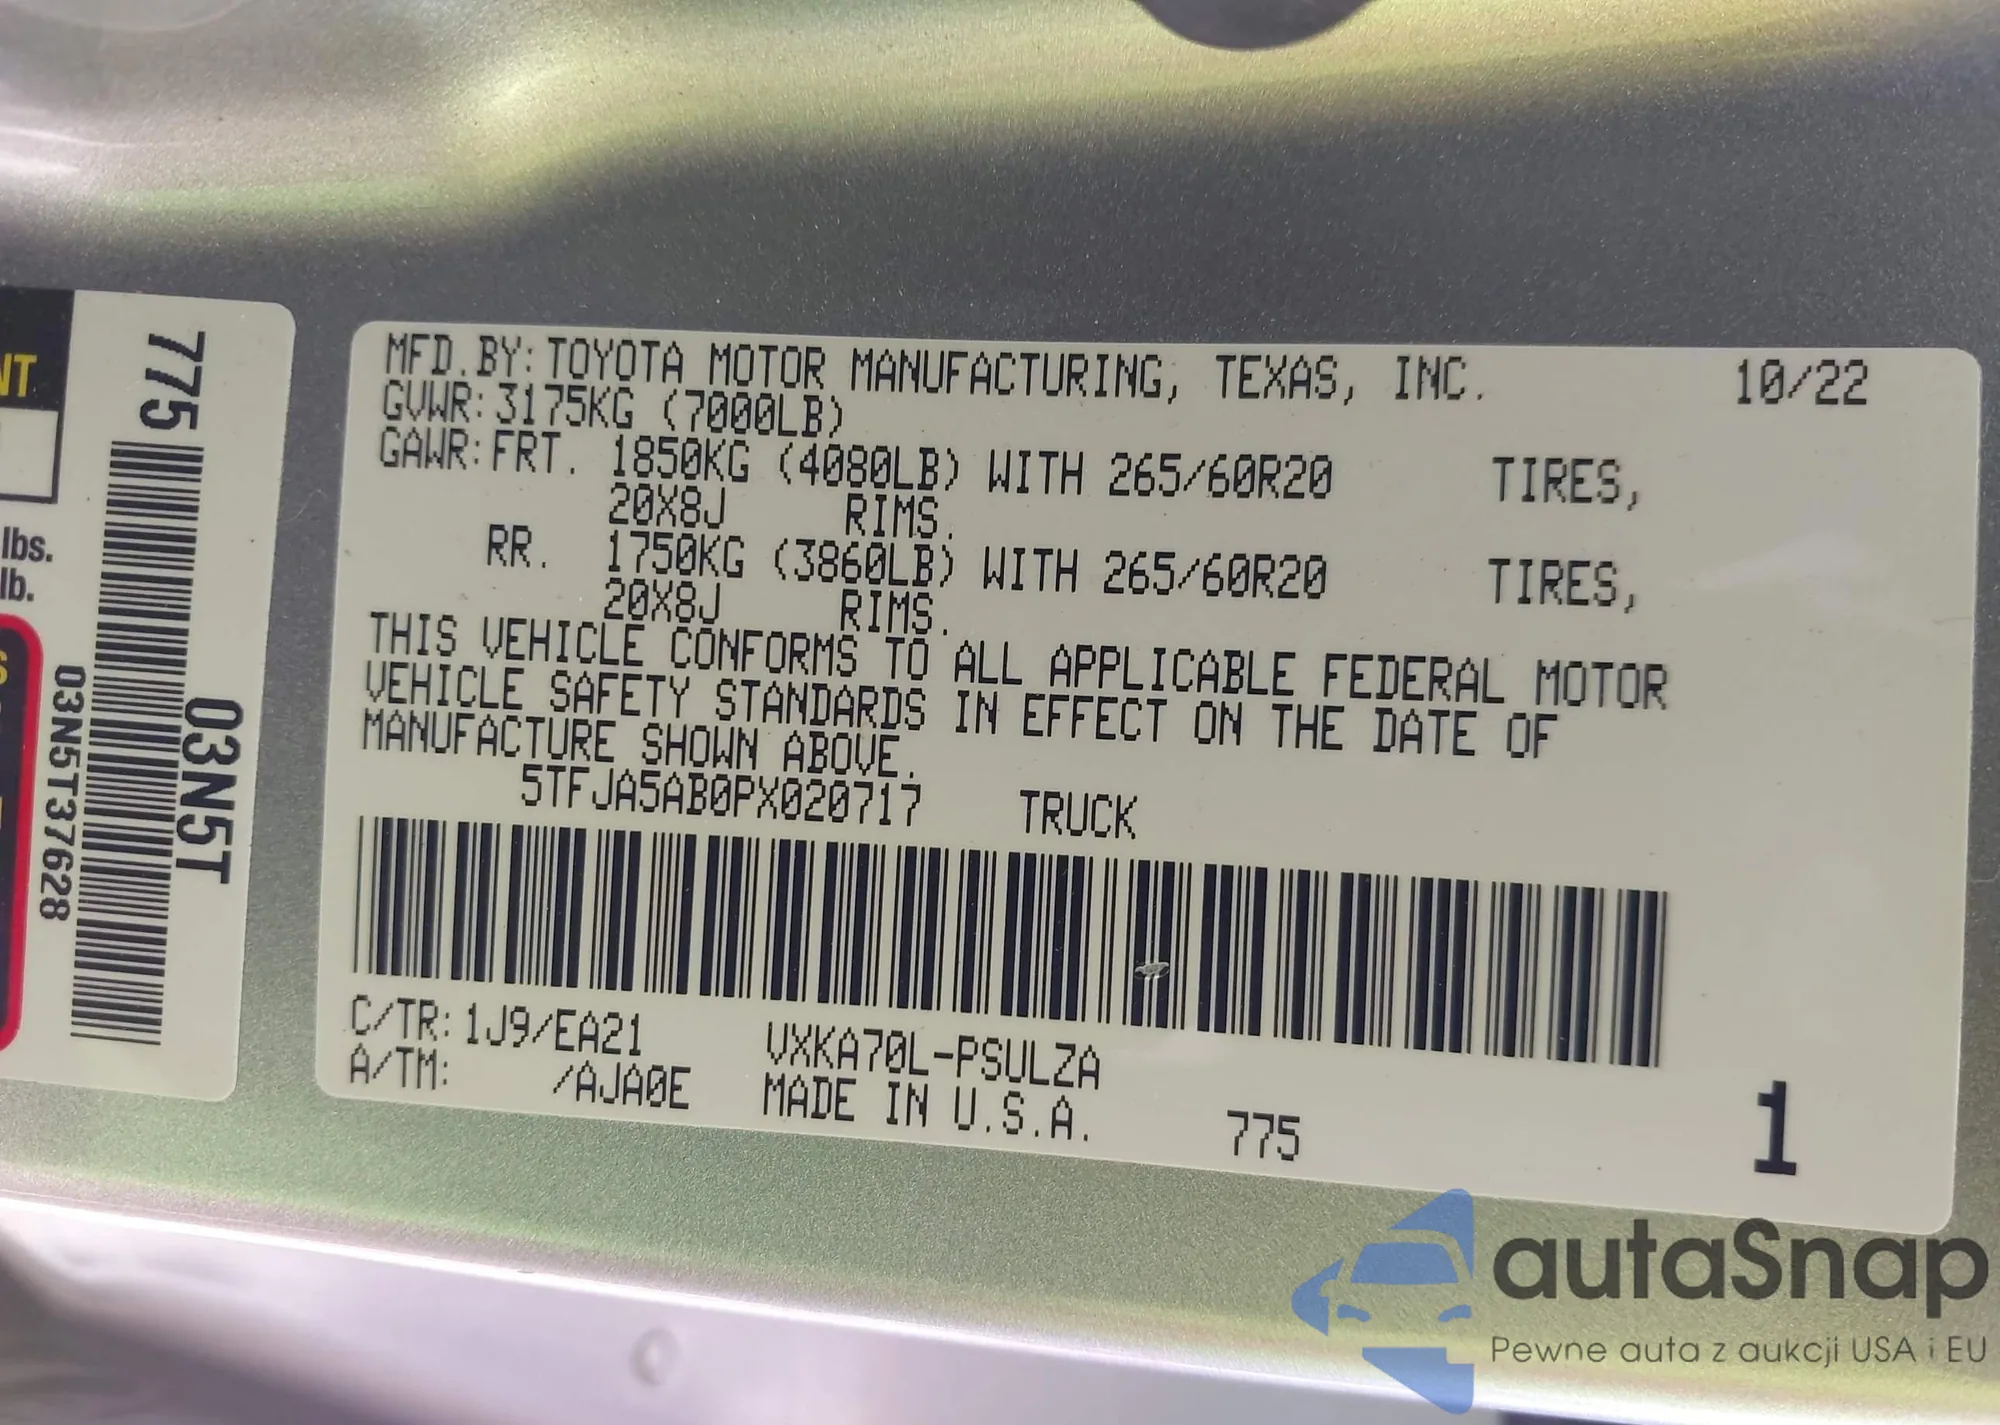 NT
lbs.
lb.
775
03N5T
03N5T37628
MFD.BY:TOYOTA MOTOR MANUFACTURING, TEXAS, INC. 10/22
GVWR:3175KG (7000LB)
GAWR:FRT. 1850KG (4080LB) WITH 265/60R20 TIRES,
20X8J RIMS.
RR. 1750KG (3860LB) WITH 265/60R20 TIRES,
20X8J RIMS.
THIS VEHICLE CONFORMS TO ALL APPLICABLE FEDERAL MOTOR
VEHICLE SAFETY STANDARDS IN EFFECT ON THE DATE OF
MANUFACTURE SHOWN ABOVE.
5TFJA5AB0PX020717 TRUCK
C/TR:1J9/EA21 VXKA70L-PSULZA
A/TM: /AJA0E MADE IN U.S.A. 775 1
autaSnap
Pewne auta z aukcji USA i EU